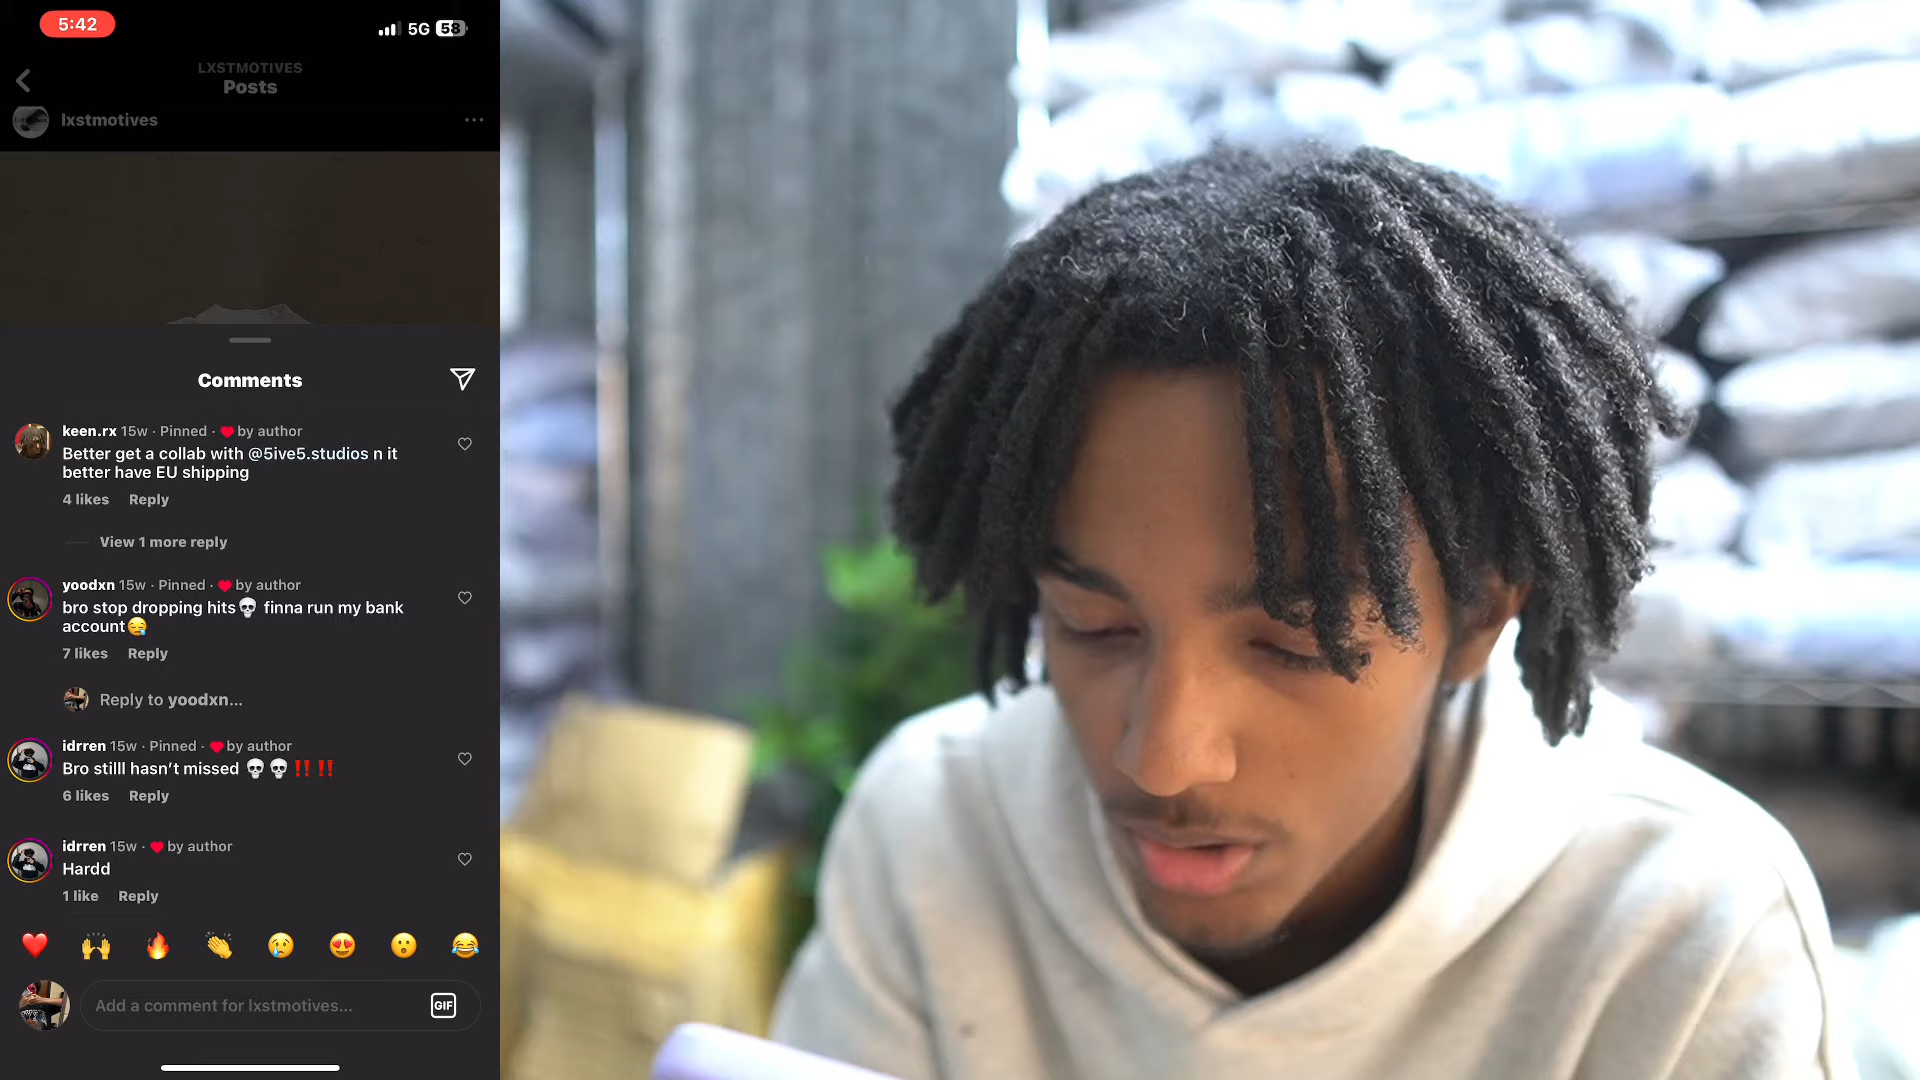 5:42
5G 58
LXSTMOTIVES
Posts
lxstmotives
Comments
keen.rx 15w · Pinned · ❤️ by author
Better get a collab with @5ive5.studios n it
better have EU shipping
4 likes Reply
View 1 more reply
yoodxn 15w · Pinned · ❤️ by author
bro stop dropping hits💀 finna run my bank
account😪
7 likes Reply
Reply to yoodxn...
idrren 15w · Pinned · ❤️ by author
Bro stilll hasn't missed 💀💀‼️‼️
6 likes Reply
idrren 15w · ❤️ by author
Hardd
1 like Reply
❤️🙌🔥👏😢😍😮😂
Add a comment for lxstmotives...
GIF